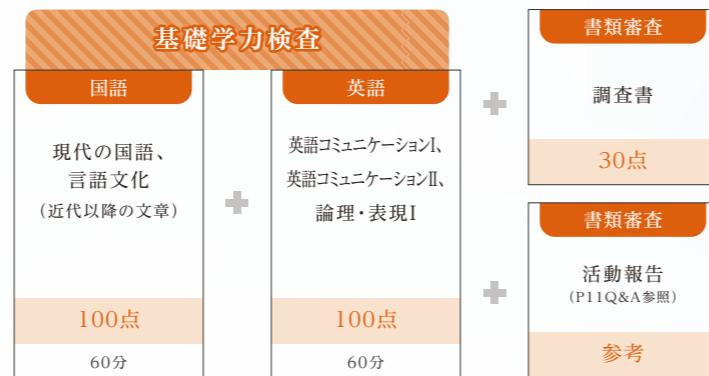 基礎学力検査
国語
現代の国語、
言語文化
(近代以降の文章)
100点
60分
英語
英語コミュニケーションI、
英語コミュニケーションII、
論理・表現I
100点
60分
書類審査
調査書
30点
書類審査
活動報告
(P11Q&A参照)
参考